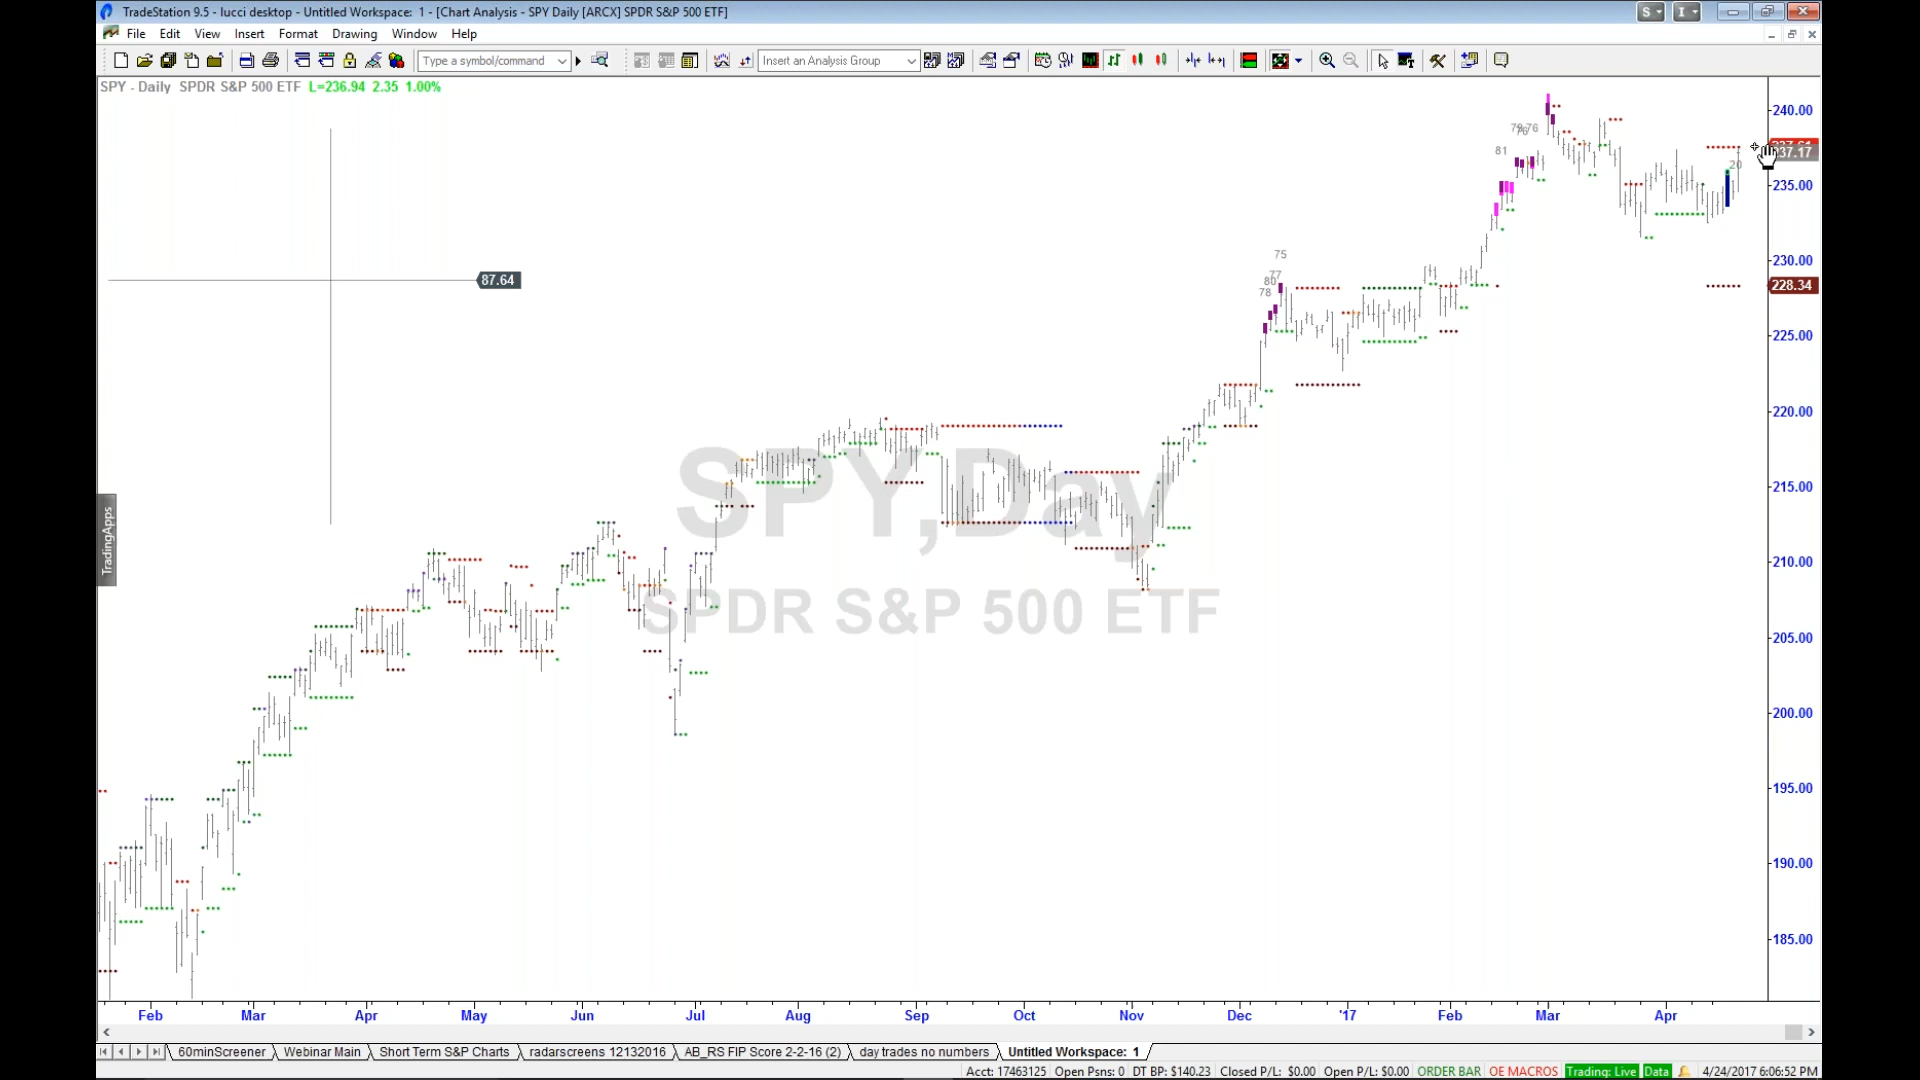 TradeStation 9.5 - lucci desktop - Untitled Workspace: 1 - [Chart Analysis - SPY Daily [ARCX] SPDR S&P 500 ETF]
S I
File Edit View Insert Format Drawing Window Help
Type a symbol/command Insert an Analysis Group
SPY - Daily SPDR S&P 500 ETF L=236.94 2.35 1.00%
240.00
237.17
79 76
81
20
235.00
230.00
228.34
87.64
75
77
80
78
225.00
220.00
SPY,Day
SPDR S&P 500 ETF
215.00
210.00
205.00
200.00
195.00
190.00
185.00
TradingApps
Feb Mar Apr May Jun Jul Aug Sep Oct Nov Dec '17 Feb Mar Apr
60minScreener Webinar Main Short Term S&P Charts radarscreens 12132016 AB_RS FIP Score 2-2-16 (2) day trades no numbers Untitled Workspace: 1
Acct: 17463125 Open Psns: 0 DT BP: $140.23 Closed P/L: $0.00 Open P/L: $0.00 ORDER BAR OE MACROS Trading: Live Data 4/24/2017 6:06:52 PM